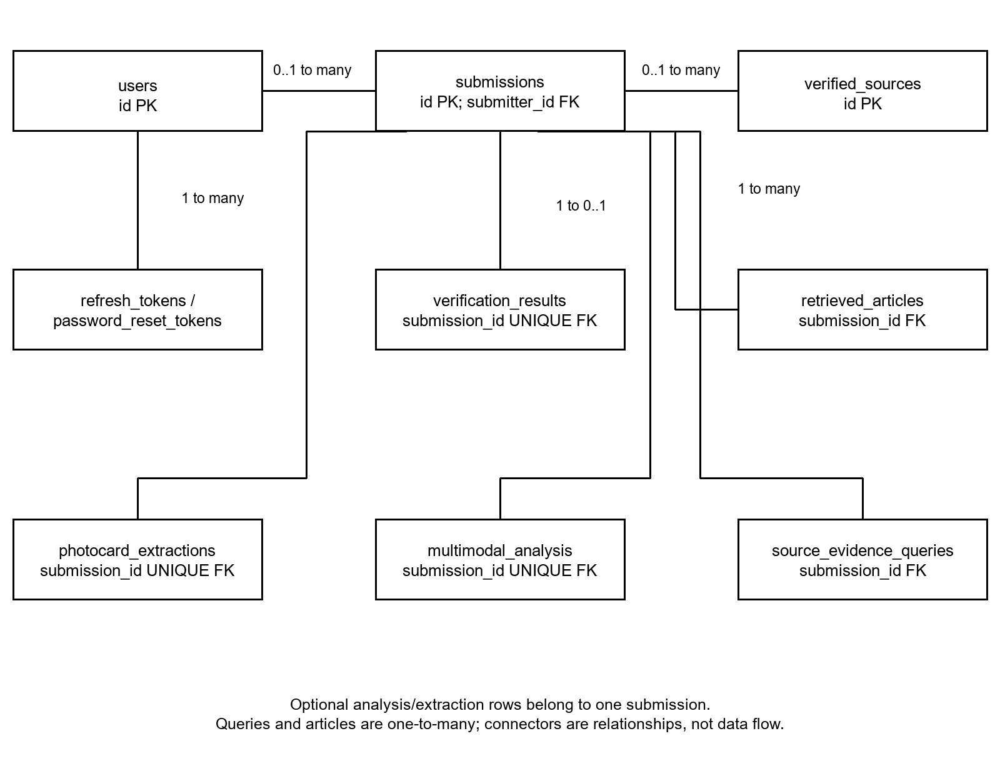 users
id PK
0..1 to many
submissions
id PK; submitter_id FK
0..1 to many
verified_sources
id PK
1 to many
1 to 0..1
1 to many
refresh_tokens /
password_reset_tokens
verification_results
submission_id UNIQUE FK
retrieved_articles
submission_id FK
photocard_extractions
submission_id UNIQUE FK
multimodal_analysis
submission_id UNIQUE FK
source_evidence_queries
submission_id FK
Optional analysis/extraction rows belong to one submission.
Queries and articles are one-to-many; connectors are relationships, not data flow.